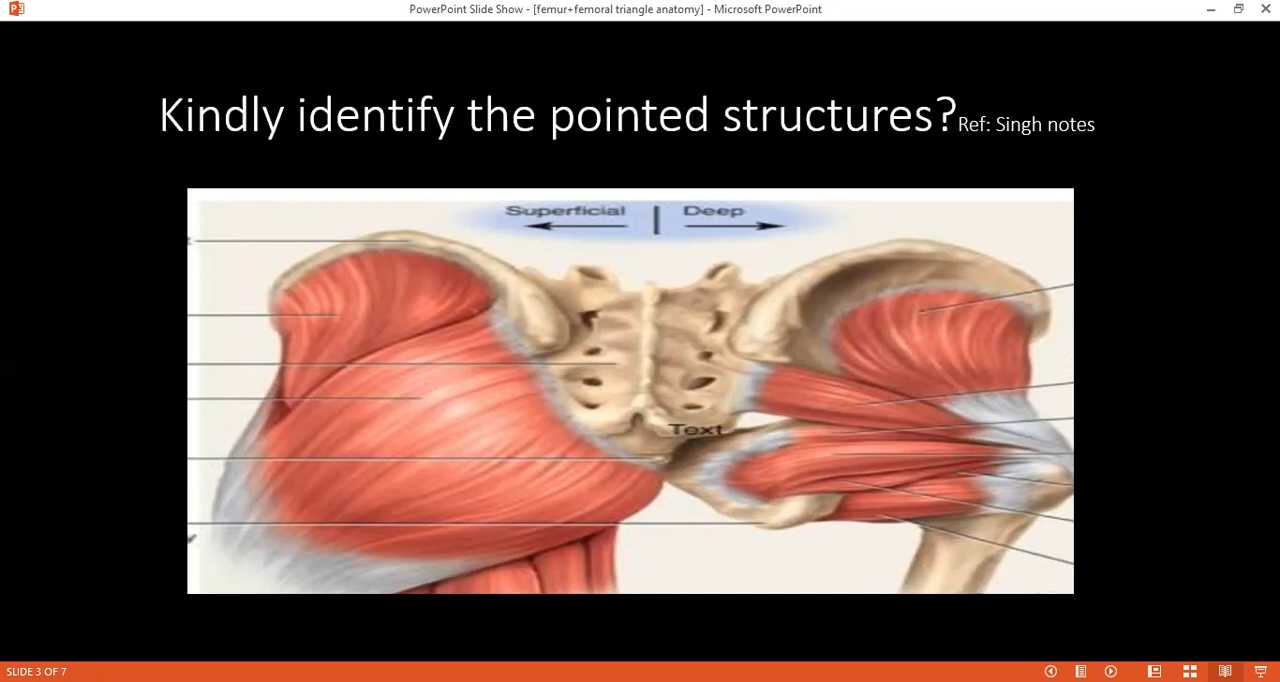 PowerPoint Slide Show - [femur+femoral triangle anatomy] - Microsoft PowerPoint
Kindly identify the pointed structures? Ref: Singh notes
Superficial | Deep
Text
SLIDE 3 OF 7